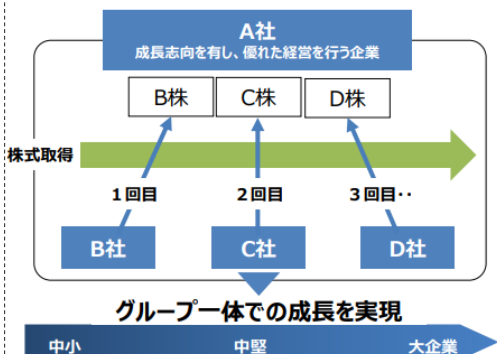 A社
成長志向を有し、優れた経営を行う企業
B株
C株
D株
株式取得
1回目
2回目
3回目‥
B社
C社
D社
グループ一体での成長を実現
中小
中堅
大企業